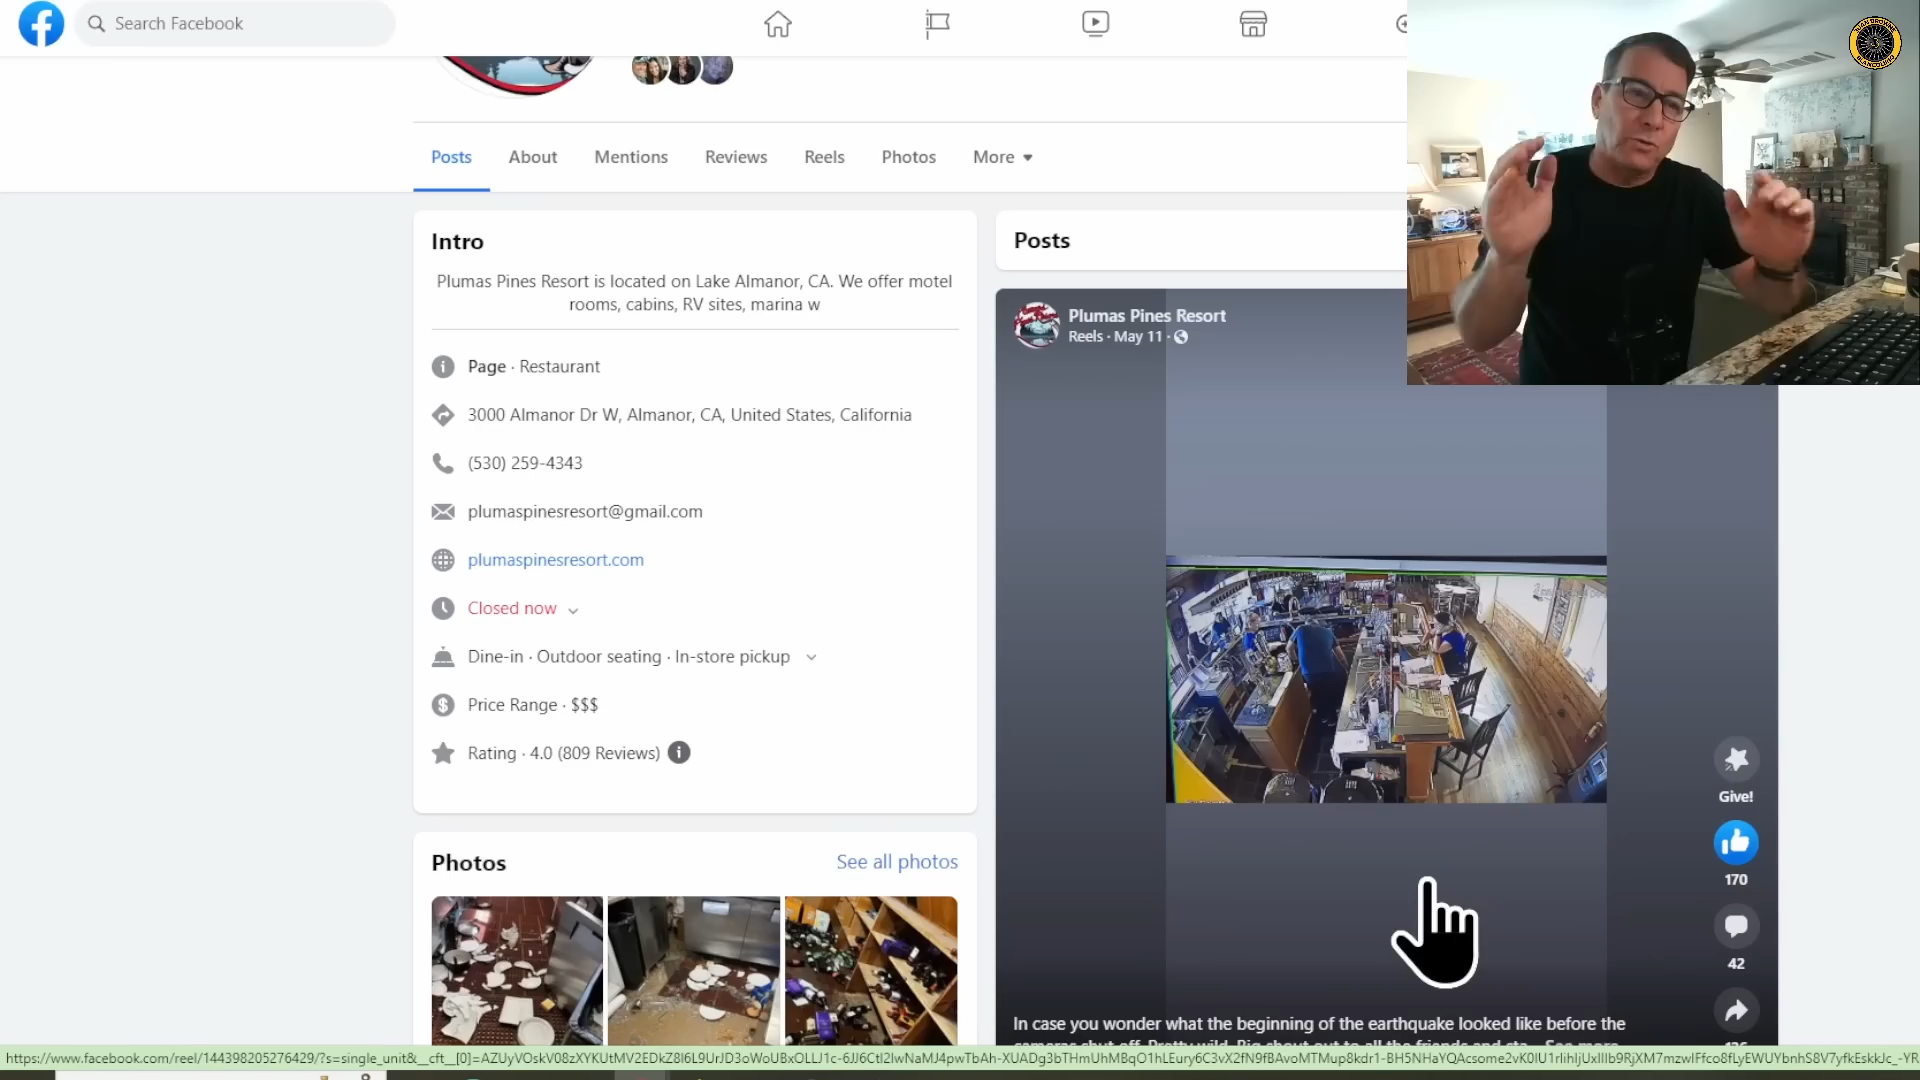 Search Facebook
JUAN BROWNE
BLANCOLIRIO
Posts
About
Mentions
Reviews
Reels
Photos
More
Intro
Plumas Pines Resort is located on Lake Almanor, CA. We offer motel
rooms, cabins, RV sites, marina w
Page · Restaurant
3000 Almanor Dr W, Almanor, CA, United States, California
(530) 259-4343
plumaspinesresort@gmail.com
plumaspinesresort.com
Closed now
Dine-in · Outdoor seating · In-store pickup
Price Range · $$$
Rating · 4.0 (809 Reviews)
Photos
See all photos
Posts
Plumas Pines Resort
Reels · May 11 ·
Give!
170
42
In case you wonder what the beginning of the earthquake looked like before the